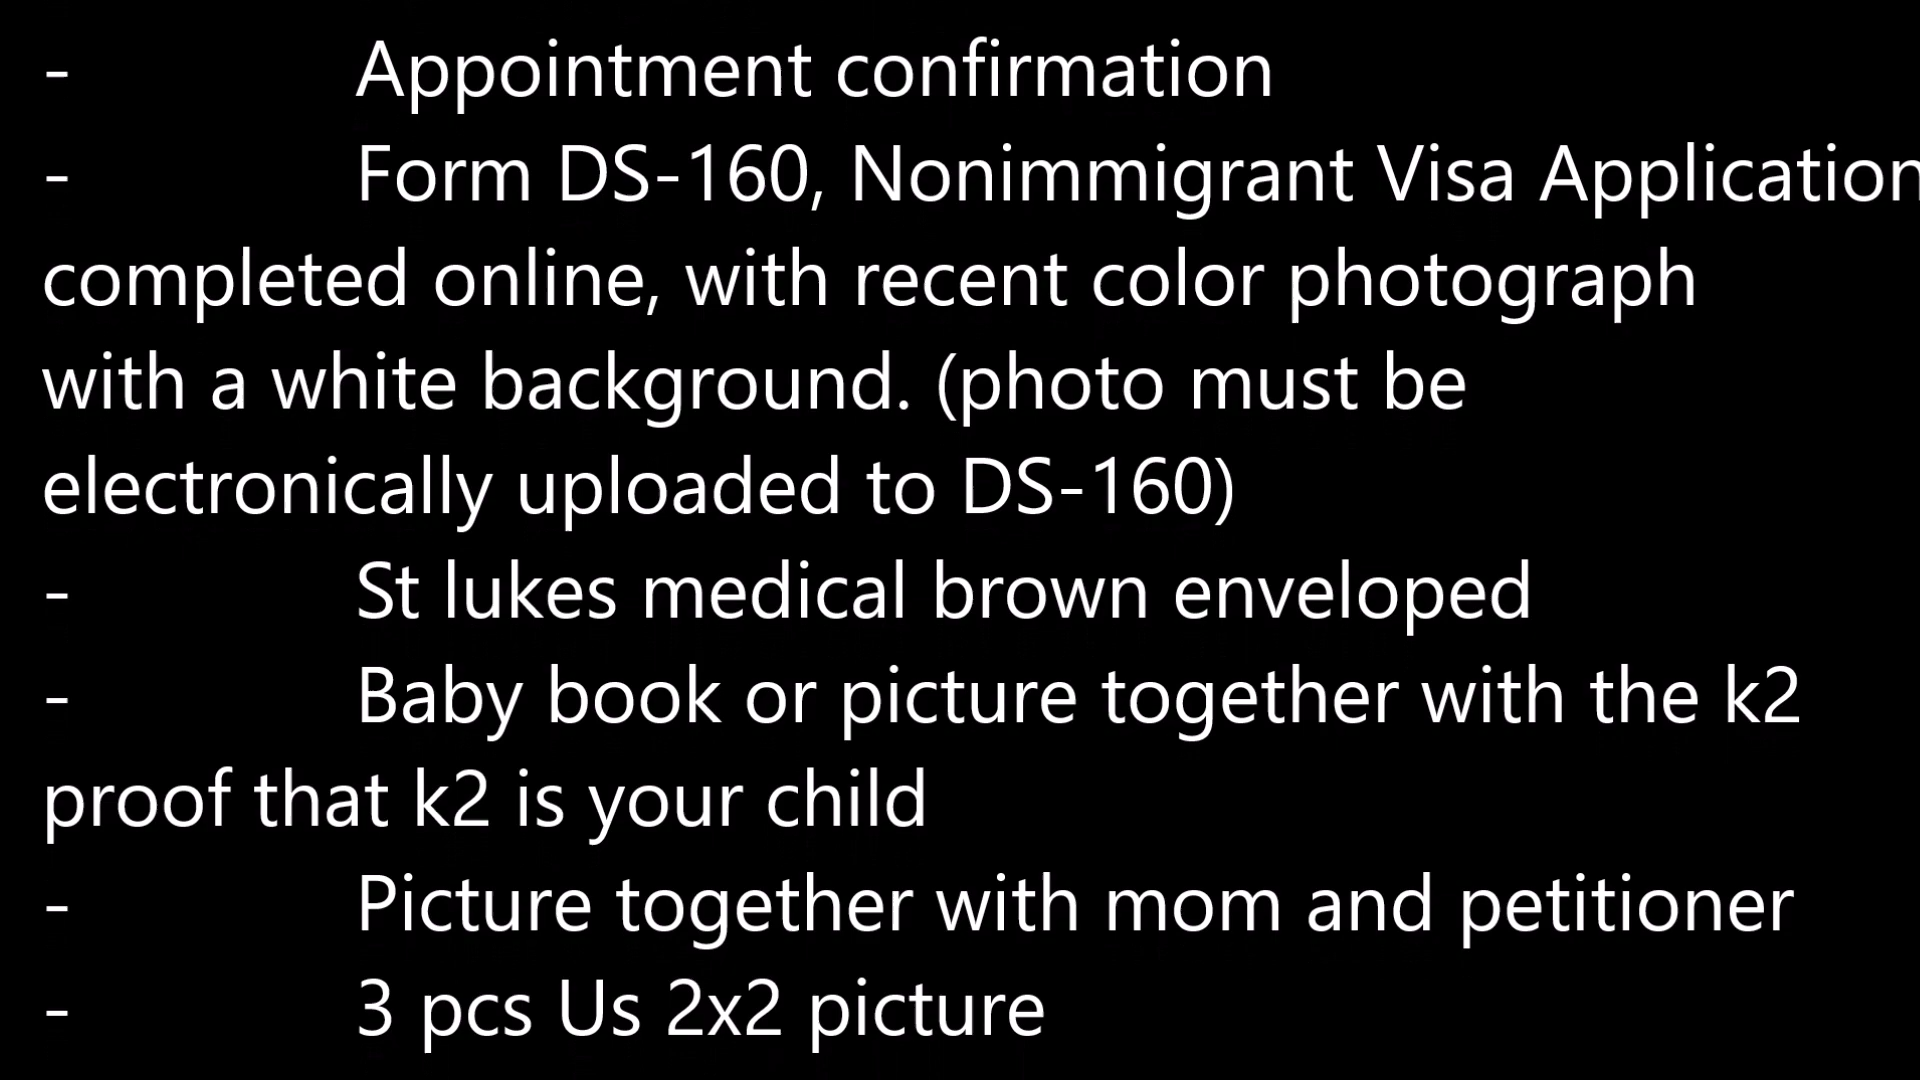 - Appointment confirmation
- Form DS-160, Nonimmigrant Visa Application
completed online, with recent color photograph
with a white background. (photo must be
electronically uploaded to DS-160)
- St lukes medical brown enveloped
- Baby book or picture together with the k2
proof that k2 is your child
- Picture together with mom and petitioner
- 3 pcs Us 2x2 picture